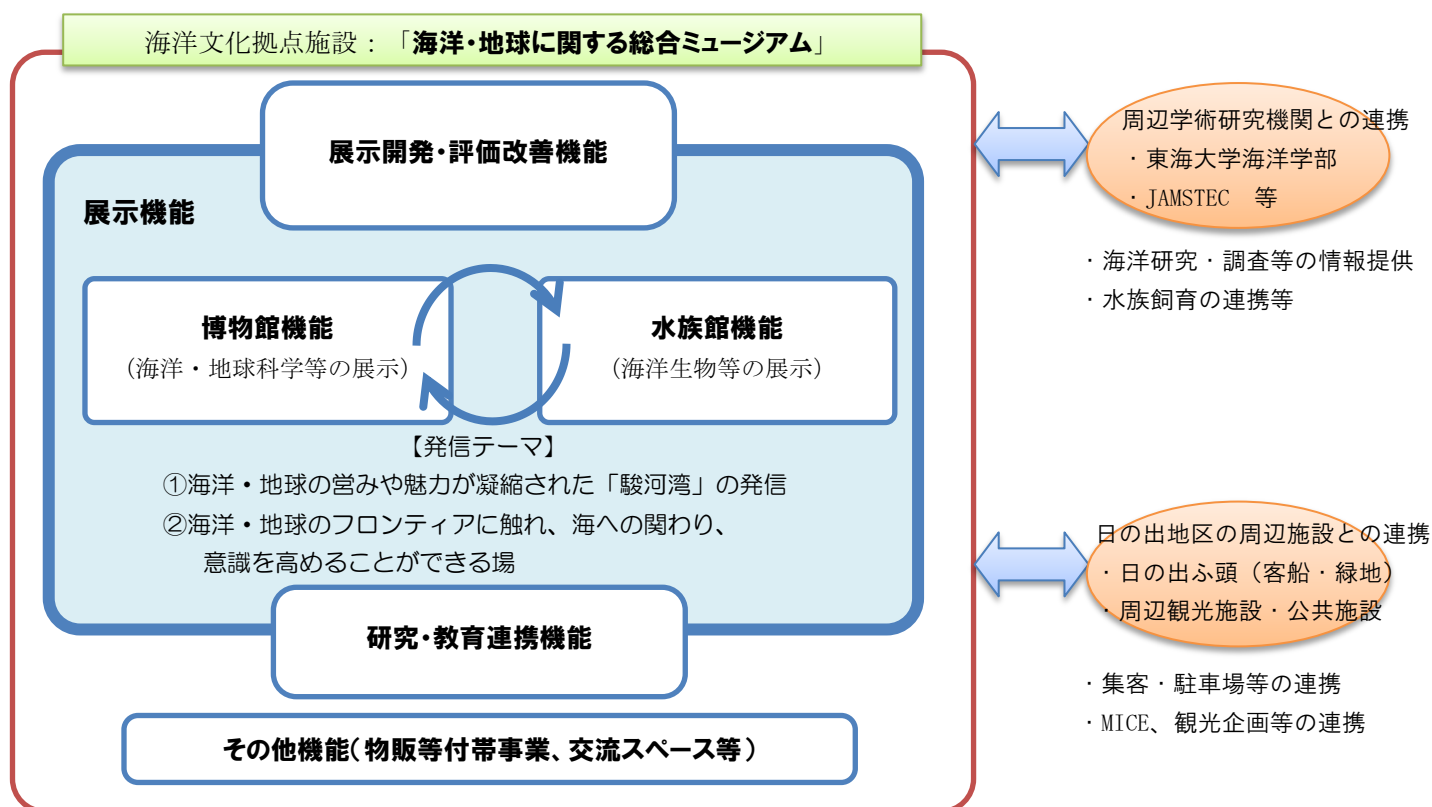 海洋文化拠点施設：「海洋・地球に関する総合ミュージアム」
展示開発・評価改善機能
展示機能
博物館機能
（海洋・地球科学等の展示）
水族館機能
（海洋生物等の展示）
【発信テーマ】
①海洋・地球の営みや魅力が凝縮された「駿河湾」の発信
②海洋・地球のフロンティアに触れ、海への関わり、
意識を高めることができる場
研究・教育連携機能
その他機能（物販等付帯事業、交流スペース等）
周辺学術研究機関との連携
・東海大学海洋学部
・JAMSTEC　等
・海洋研究・調査等の情報提供
・水族飼育の連携等
日の出地区の周辺施設との連携
・日の出ふ頭（客船・緑地）
・周辺観光施設・公共施設
・集客・駐車場等の連携
・MICE、観光企画等の連携